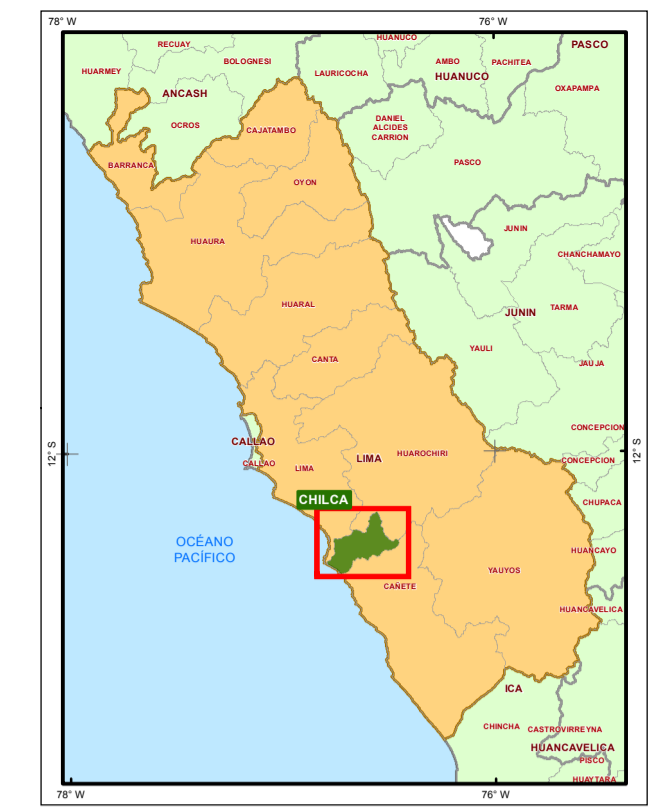 78° W
76° W
RECUAY
HUANUCO
PASCO
BOLOGNESI
AMBO
PACHITEA
HUARMEY
LAURICOCHA
HUANUCO
OXAPAMPA
ANCASH
DANIEL
ALCIDES
CARRION
OCROS
CAJATAMBO
BARRANCA
PASCO
OYON
JUNIN
HUAURA
CHANCHAMAYO
HUARAL
JUNIN
TARMA
YAULI
CANTA
JAUJA
CONCEPCION
CALLAO
12° S
12° S
LIMA
HUAROCHIRI
CALLAO
LIMA
CONCEPCION
CHILCA
CHUPACA
OCÉANO
PACÍFICO
HUANCAYO
YAUYOS
CAÑETE
HUANCAVELICA
ICA
CHINCHA
CASTROVIRREYNA
HUANCAVELICA
PISCO
HUAYTARA
78° W
76° W